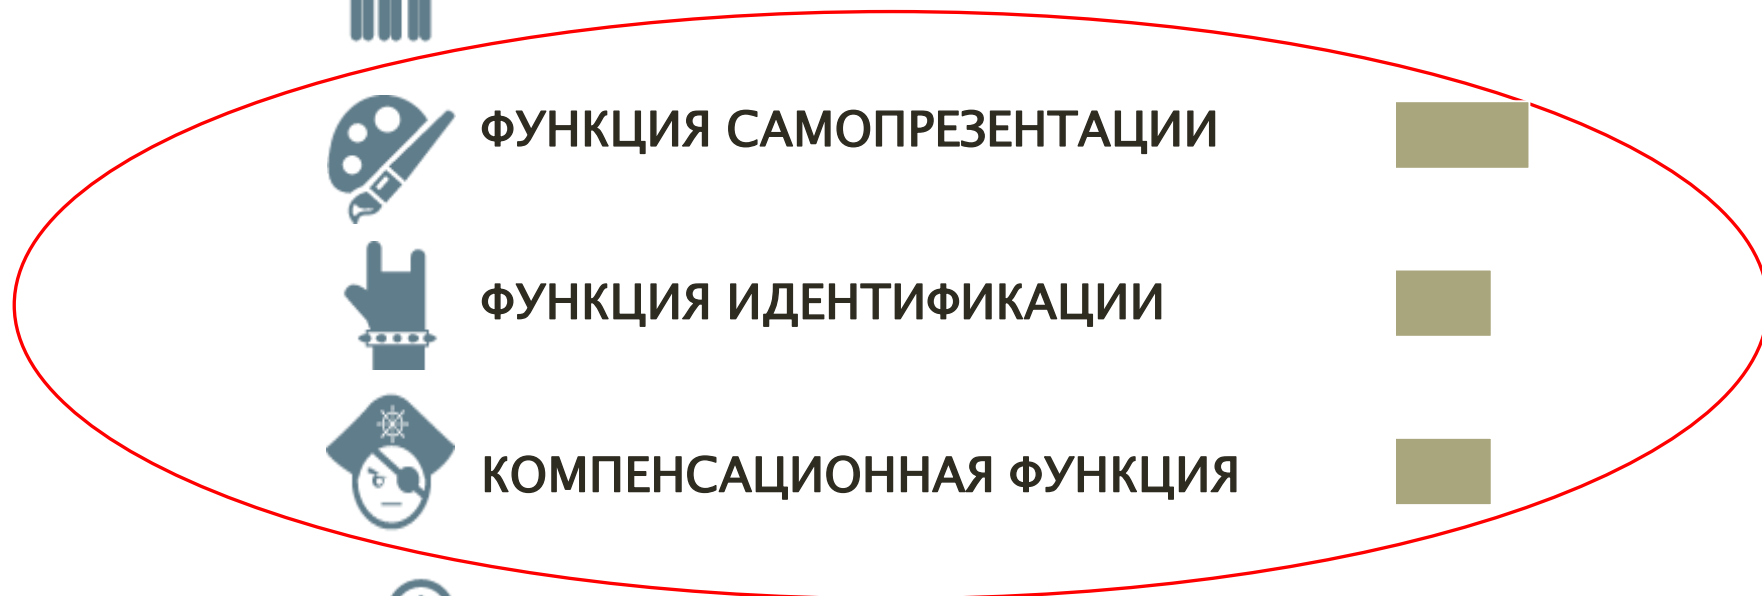 ФУНКЦИЯ САМОПРЕЗЕНТАЦИИ
ФУНКЦИЯ ИДЕНТИФИКАЦИИ
КОМПЕНСАЦИОННАЯ ФУНКЦИЯ